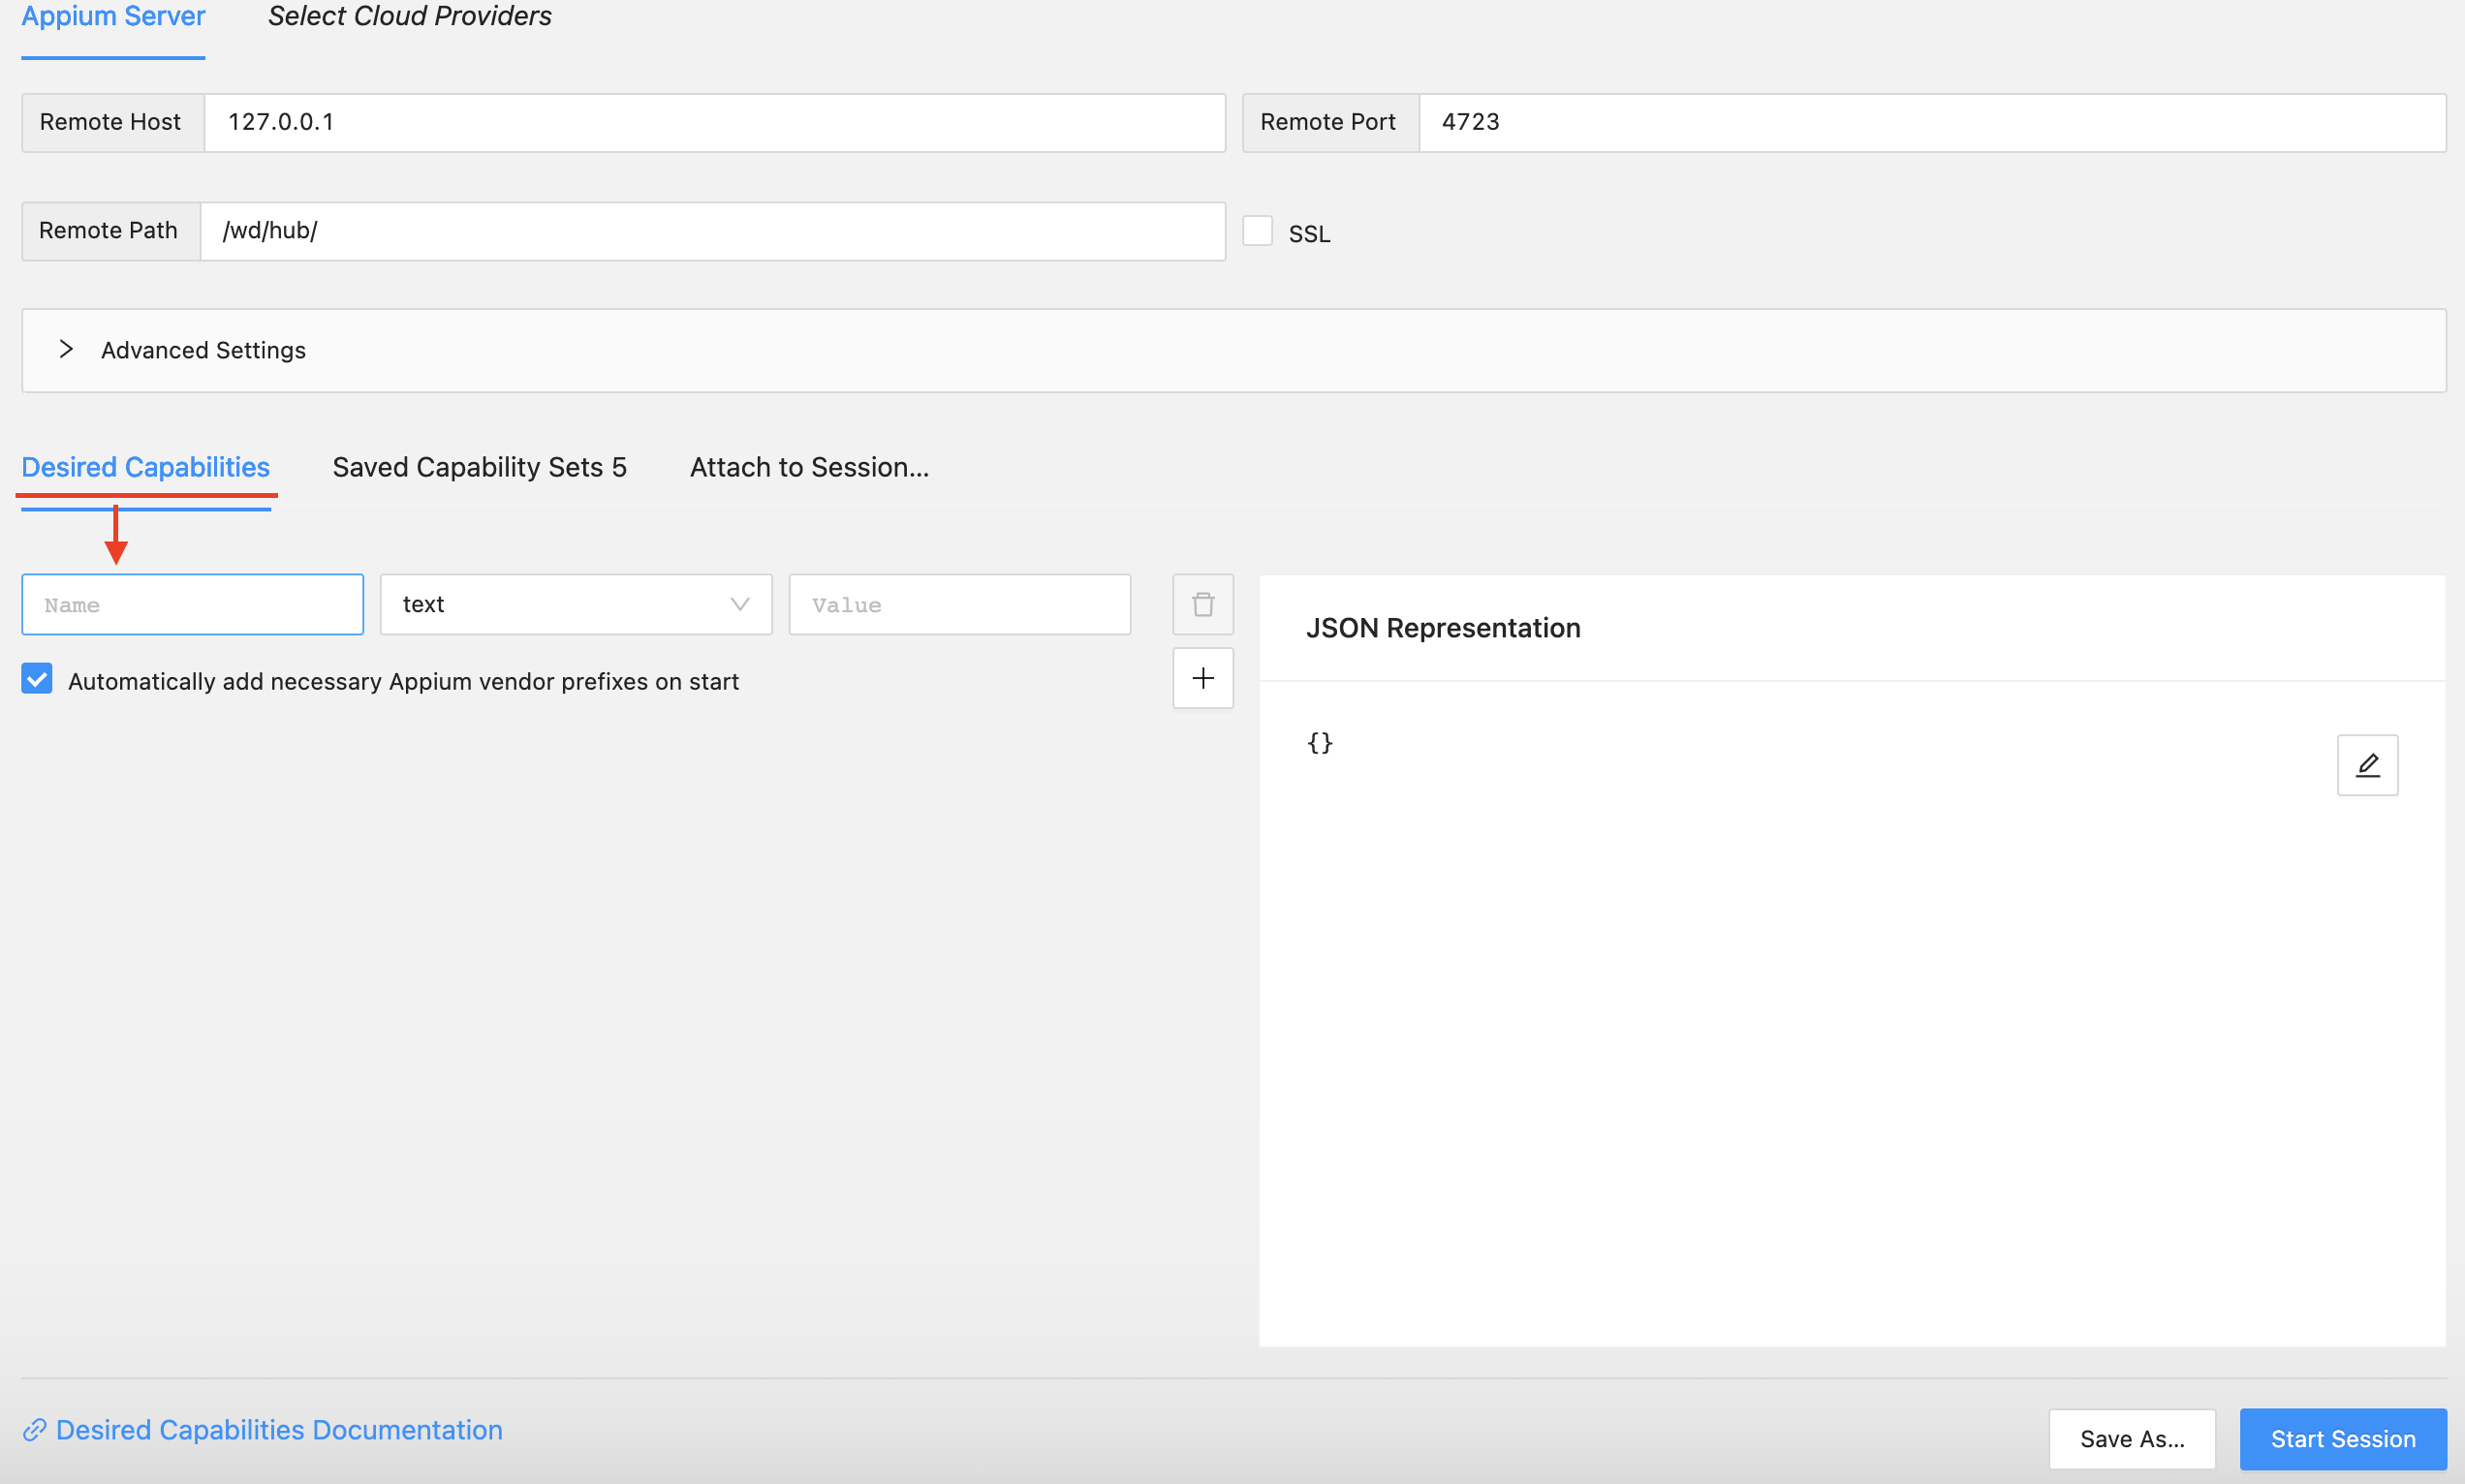 Appium Server Select Cloud Providers
Remote Host 127.0.0.1 Remote Port 4723
Remote Path /wd/hub/ SSL
Advanced Settings
Desired Capabilities Saved Capability Sets 5 Attach to Session...
Name text Value
JSON Representation
Automatically add necessary Appium vendor prefixes on start
{}
Desired Capabilities Documentation
Save As... Start Session